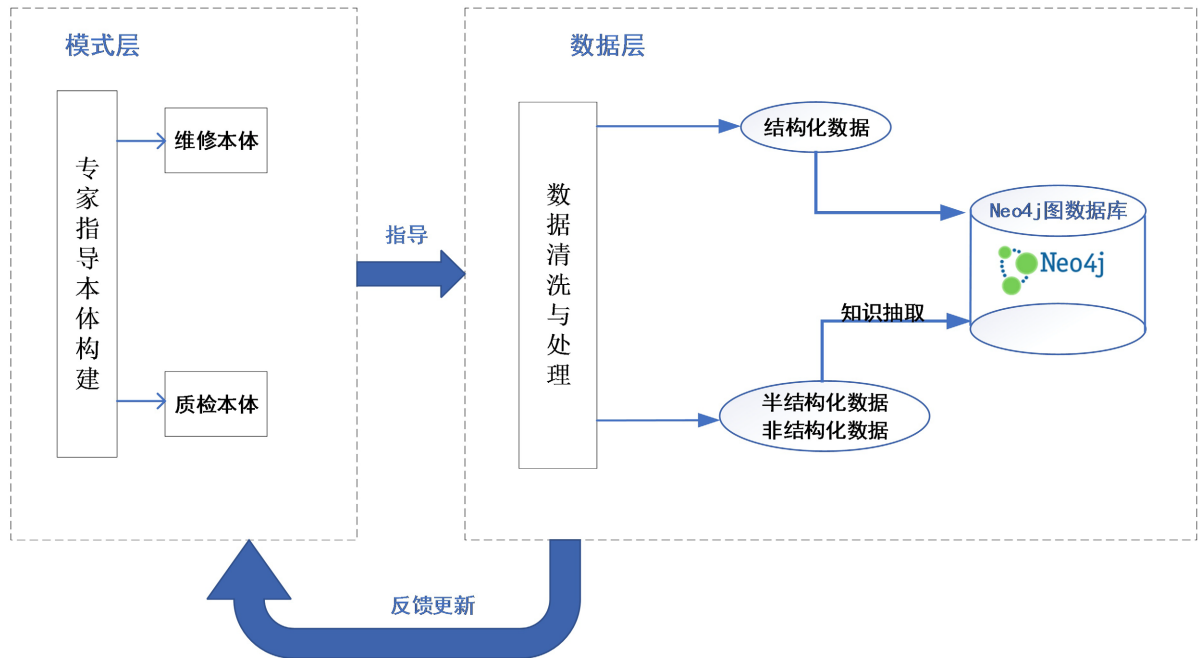 模式层
专家指导本体构建
维修本体
质检本体
指导
数据层
数据清洗与处理
结构化数据
Neo4j图数据库
Neo4j
知识抽取
半结构化数据
非结构化数据
反馈更新